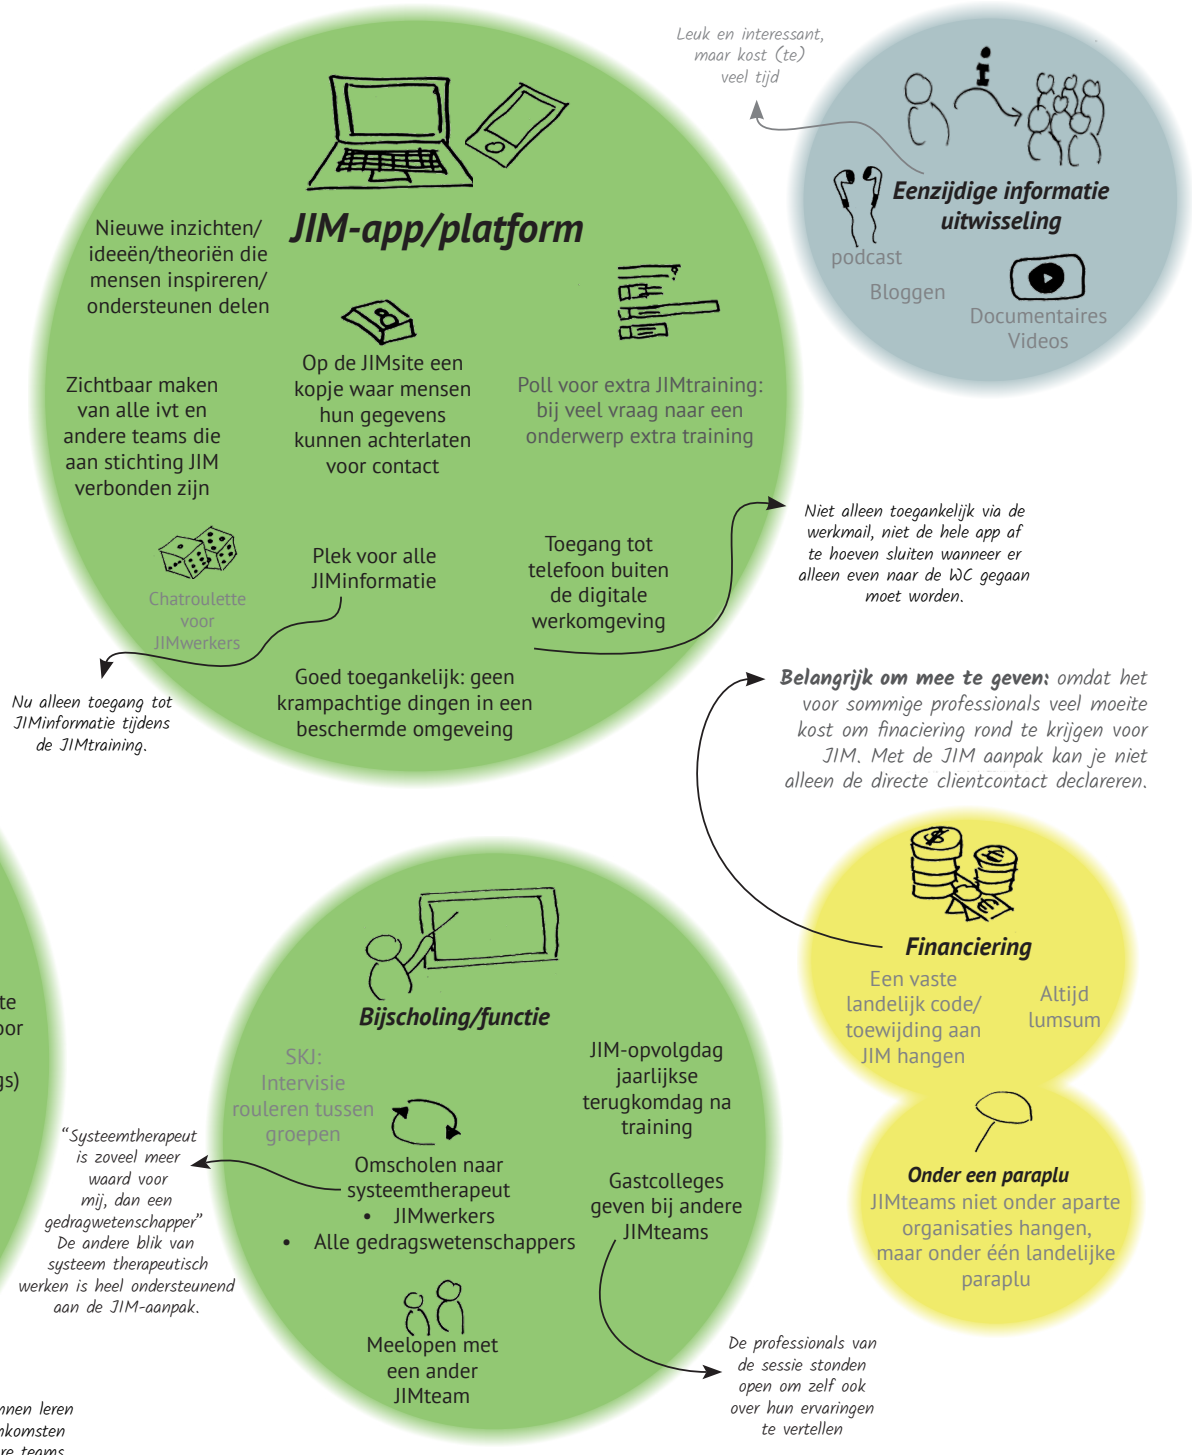 Leuk en interessant,
maar kost (te)
veel tijd
Eenzijdige informatie
uitwisseling
podcast
Bloggen
Documentaires
Videos
JIM-app/platform
Nieuwe inzichten/
ideeën/theoriën die
mensen inspireren/
ondersteunen delen
Op de JIMsite een
kopje waar mensen
hun gegevens
kunnen achterlaten
voor contact
Poll voor extra JIMtraining:
bij veel vraag naar een
onderwerp extra training
Zichtbaar maken
van alle ivt en
andere teams die
aan stichting JIM
verbonden zijn
Chatroulette
voor
JIMwerkers
Plek voor alle
JIMinformatie
Toegang tot
telefoon buiten
de digitale
werkomgeving
Goed toegankelijk: geen
krampachtige dingen in een
beschermde omgeveing
Niet alleen toegankelijk via de
werkmail, niet de hele app af
te hoeven sluiten wanneer er
alleen even naar de WC gegaan
moet worden.
Nu alleen toegang tot
JIMinformatie tijdens
de JIMtraining.
Belangrijk om mee te geven: omdat het
voor sommige professionals veel moeite
kost om finaciering rond te krijgen voor
JIM. Met de JIM aanpak kan je niet
alleen de directe clientcontact declareren.
Financiering
Een vaste
landelijk code/
toewijding aan
JIM hangen
Altijd
lumsum
Onder een paraplu
JIMteams niet onder aparte
organisaties hangen,
maar onder één landelijke
paraplu
Bijscholing/functie
SKJ:
Intervisie
rouleren tussen
groepen
JIM-opvolgdag
jaarlijkse
terugkomdag na
training
Omscholen naar
systeemtherapeut
• JIMwerkers
• Alle gedragswetenschappers
Gastcolleges
geven bij andere
JIMteams
Meelopen met
een ander
JIMteam
"Systeemtherapeut
is zoveel meer
waard voor
mij, dan een
gedragwetenschapper"
De andere blik van
systeem therapeutisch
werken is heel ondersteunend
aan de JIM-aanpak.
De professionals van
de sessie stonden
open om zelf ook
over hun ervaringen
te vertellen
te
oor
gs)
nnen leren
nkomsten
re teams